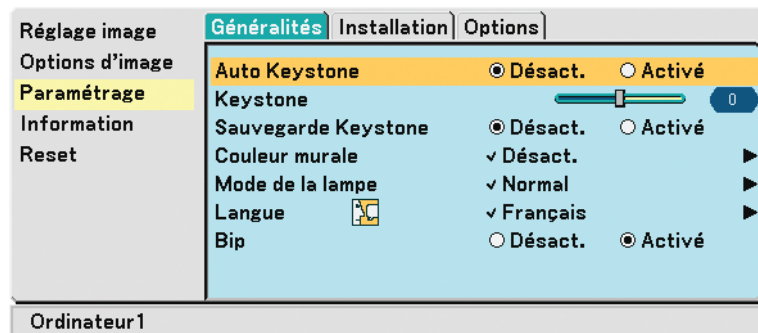 Réglage image
Options d'image
Paramétrage
Information
Reset
Généralités Installation Options
Auto Keystone Désact. Activé
Keystone 0
Sauvegarde Keystone Désact. Activé
Couleur murale Désact.
Mode de la lampe Normal
Langue Français
Bip Désact. Activé
Ordinateur1